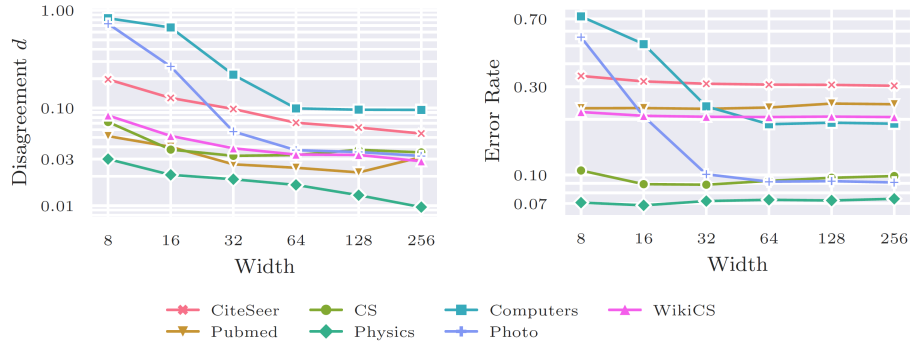 Disagreement d
1.00
0.10
0.03
0.01
8 16 32 64 128 256
Width
Error Rate
0.70
0.30
0.10
0.07
8 16 32 64 128 256
Width
CiteSeer CS Computers WikiCS
Pubmed Physics Photo